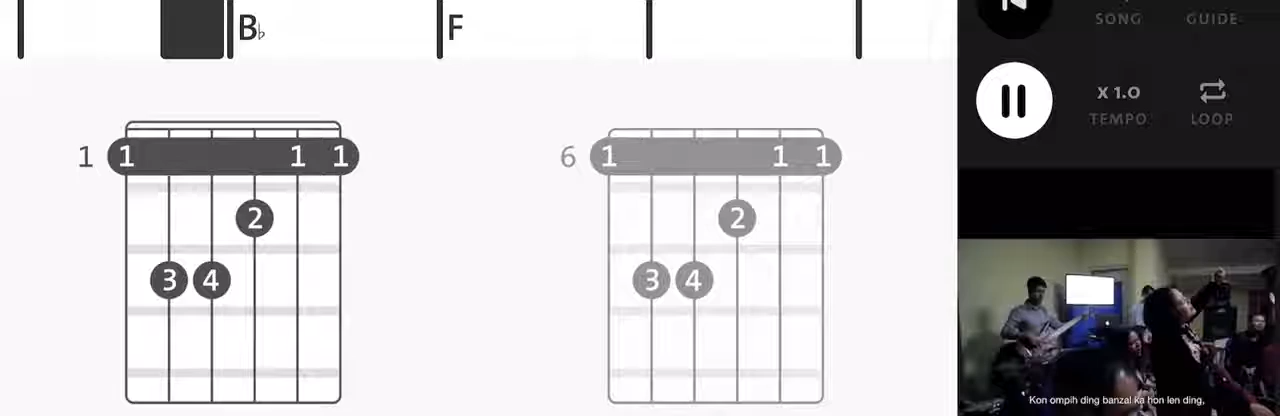 B♭ F
1 1 1 1
2
3 4
6 1 1 1
2
3 4
SONG GUIDE
X 1.0
TEMPO LOOP
Kon ompih ding banzal ka hon len ding,